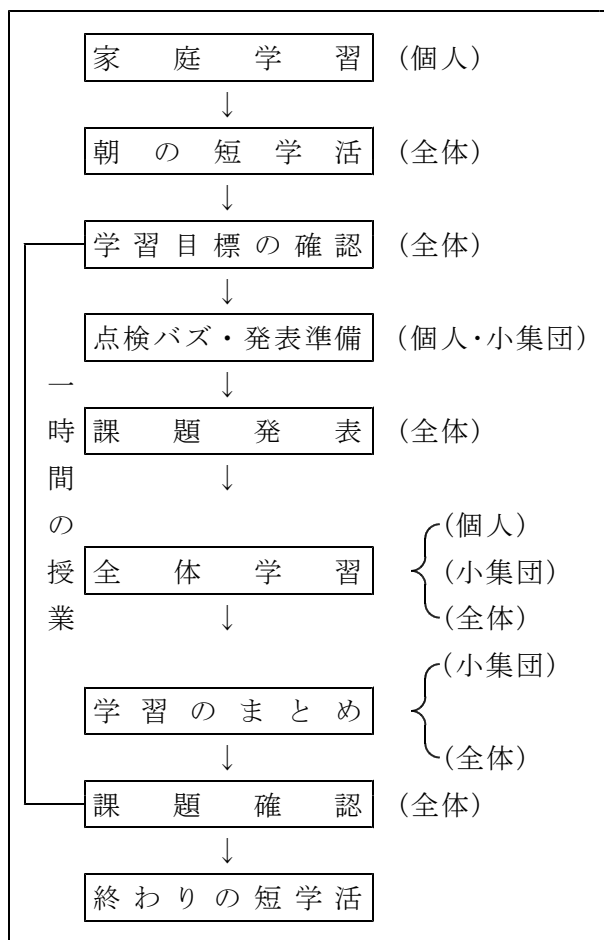 家庭学習 (個人)
↓
朝の短学活 (全体)
↓
学習目標の確認 (全体)
↓
点検バズ・発表準備 (個人・小集団)
↓
課題発表 (全体)
↓
全体学習 (個人)
(小集団)
(全体)
↓
学習のまとめ (小集団)
(全体)
↓
課題確認 (全体)
↓
終わりの短学活
一時間の授業